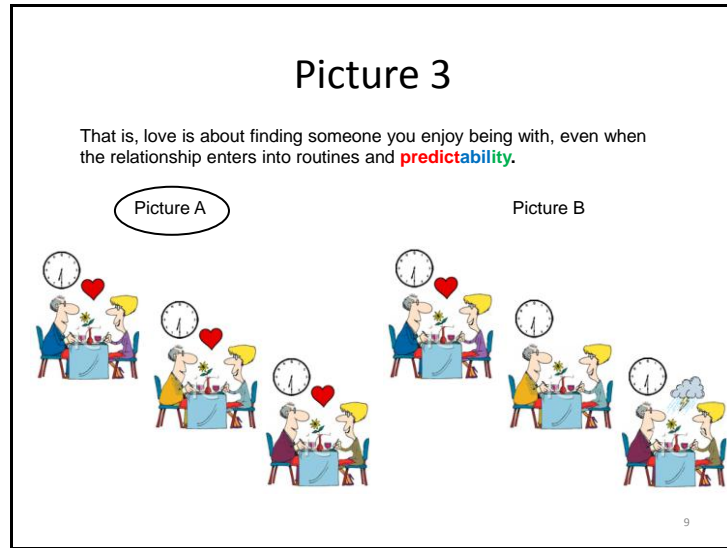 Picture 3
That is, love is about finding someone you enjoy being with, even when
the relationship enters into routines and predictability.
Picture A
Picture B
9